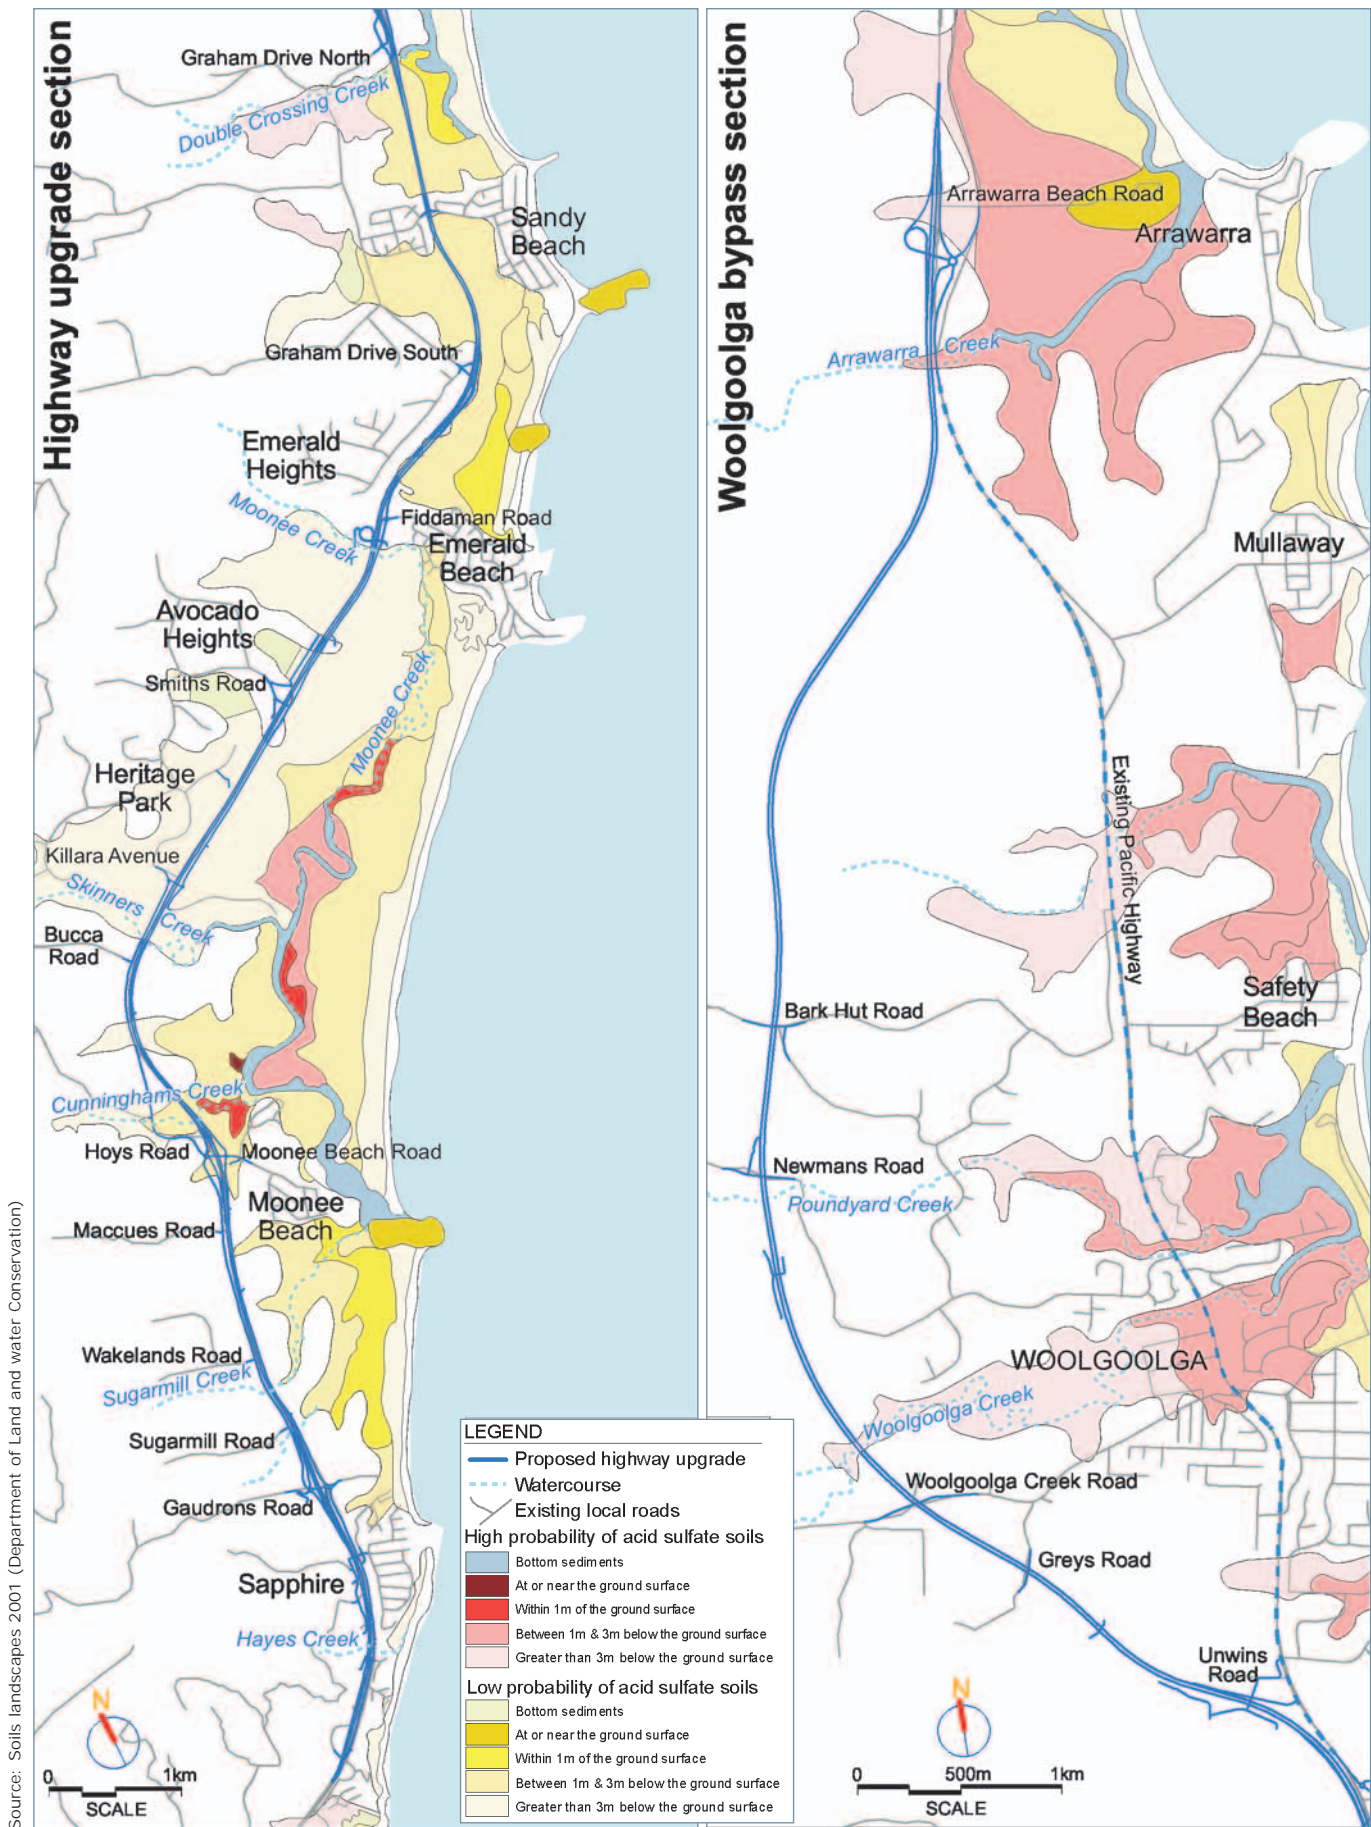 Highway upgrade section
Graham Drive North
Double Crossing Creek
Sandy
Beach
Graham Drive South
Emerald
Heights
Moonee Creek
Fiddaman Road
Emerald
Beach
Avocado
Heights
Smiths Road
Moonee Creek
Heritage
Park
Killara Avenue
Skinners Creek
Bucca
Road
Cunninghams Creek
Hoys Road
Moonee Beach Road
Moonee
Beach
Maccues Road
Wakelands Road
Sugarmill Creek
Sugarmill Road
Gaudrons Road
Sapphire
Hayes Creek
N
0 1km
SCALE
Source: Soils landscapes 2001 (Department of Land and water Conservation)
LEGEND
Proposed highway upgrade
Watercourse
Existing local roads
High probability of acid sulfate soils
Bottom sediments
At or near the ground surface
Within 1m of the ground surface
Between 1m & 3m below the ground surface
Greater than 3m below the ground surface
Low probability of acid sulfate soils
Bottom sediments
At or near the ground surface
Within 1m of the ground surface
Between 1m & 3m below the ground surface
Greater than 3m below the ground surface
Woolgoolga bypass section
Arrawarra Beach Road
Arrawarra
Arrawarra Creek
Mullaway
Existing Pacific Highway
Safety
Beach
Bark Hut Road
Newmans Road
Poundyard Creek
WOOLGOOLGA
Woolgoolga Creek
Woolgoolga Creek Road
Greys Road
Unwins
Road
N
0 500m 1km
SCALE